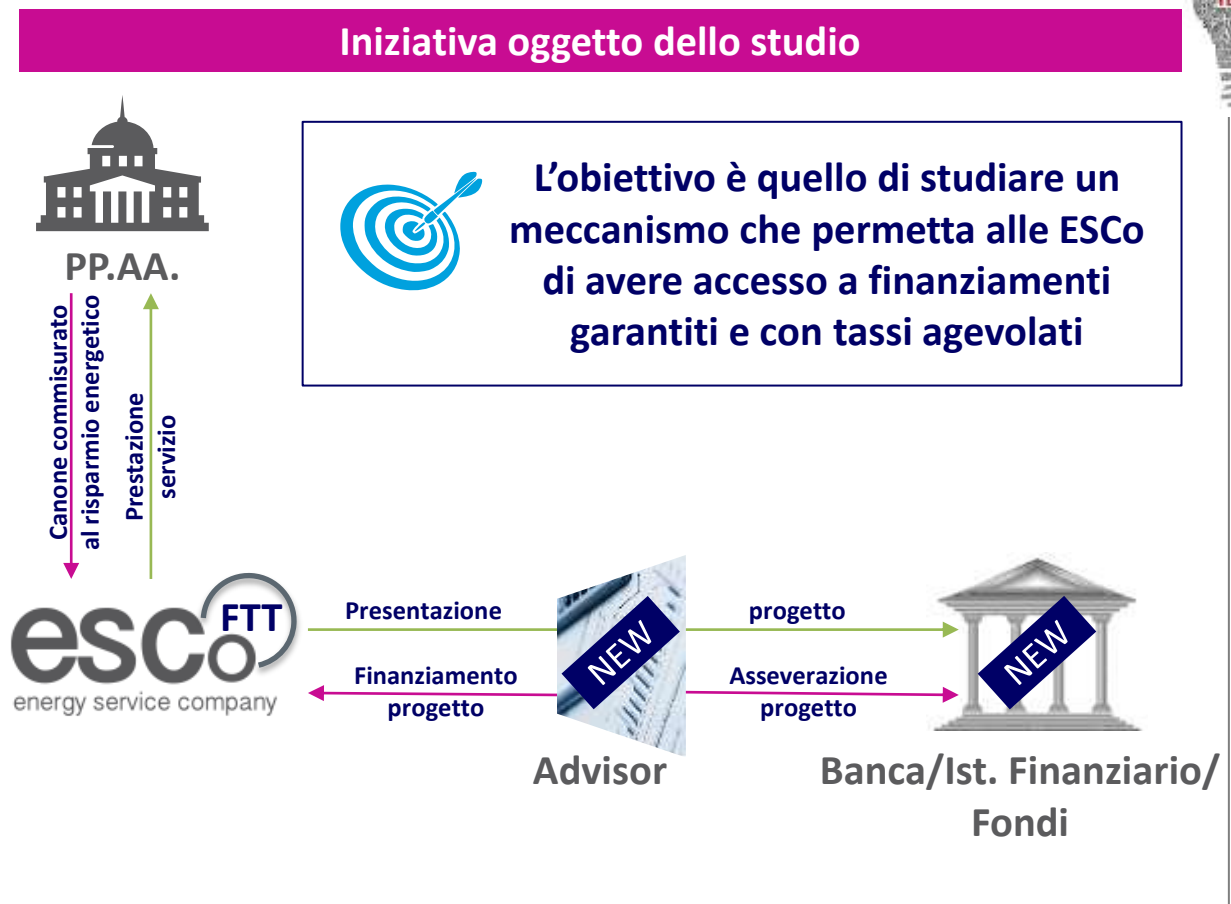 Iniziativa oggetto dello studio
L’obiettivo è quello di studiare un
meccanismo che permetta alle ESCo
di avere accesso a finanziamenti
garantiti e con tassi agevolati
PP.AA.
Canone commisurato
al risparmio energetico
Prestazione
servizio
esco
FTT
energy service company
Presentazione
progetto
Finanziamento
progetto
Asseverazione
progetto
NEW
NEW
Advisor
Banca/Ist. Finanziario/
Fondi